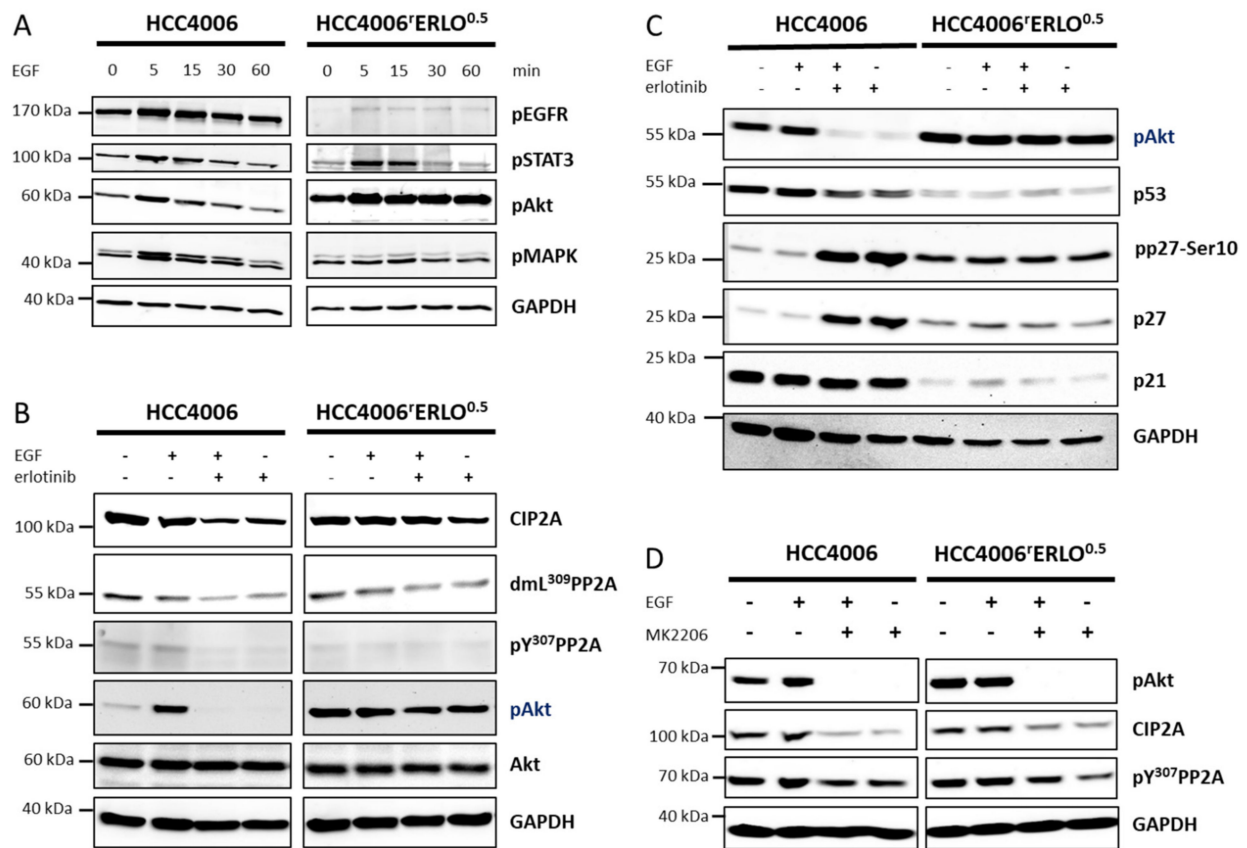 A
HCC4006 HCC4006ʳERLO⁰·⁵
EGF 0 5 15 30 60 0 5 15 30 60 min
170 kDa pEGFR
100 kDa pSTAT3
60 kDa pAkt
40 kDa pMAPK
40 kDa GAPDH
B
HCC4006 HCC4006ʳERLO⁰·⁵
EGF - + + - - + + -
erlotinib - - + + - - + +
100 kDa CIP2A
55 kDa dmL³⁰⁹PP2A
55 kDa pY³⁰⁷PP2A
60 kDa pAkt
60 kDa Akt
40 kDa GAPDH
C
HCC4006 HCC4006ʳERLO⁰·⁵
EGF - + + - - + + -
erlotinib - - + + - - + +
55 kDa pAkt
55 kDa p53
25 kDa pp27-Ser10
25 kDa p27
25 kDa p21
40 kDa GAPDH
D
HCC4006 HCC4006ʳERLO⁰·⁵
EGF - + + - - + + -
MK2206 - - + + - - + +
70 kDa pAkt
100 kDa CIP2A
70 kDa pY³⁰⁷PP2A
40 kDa GAPDH